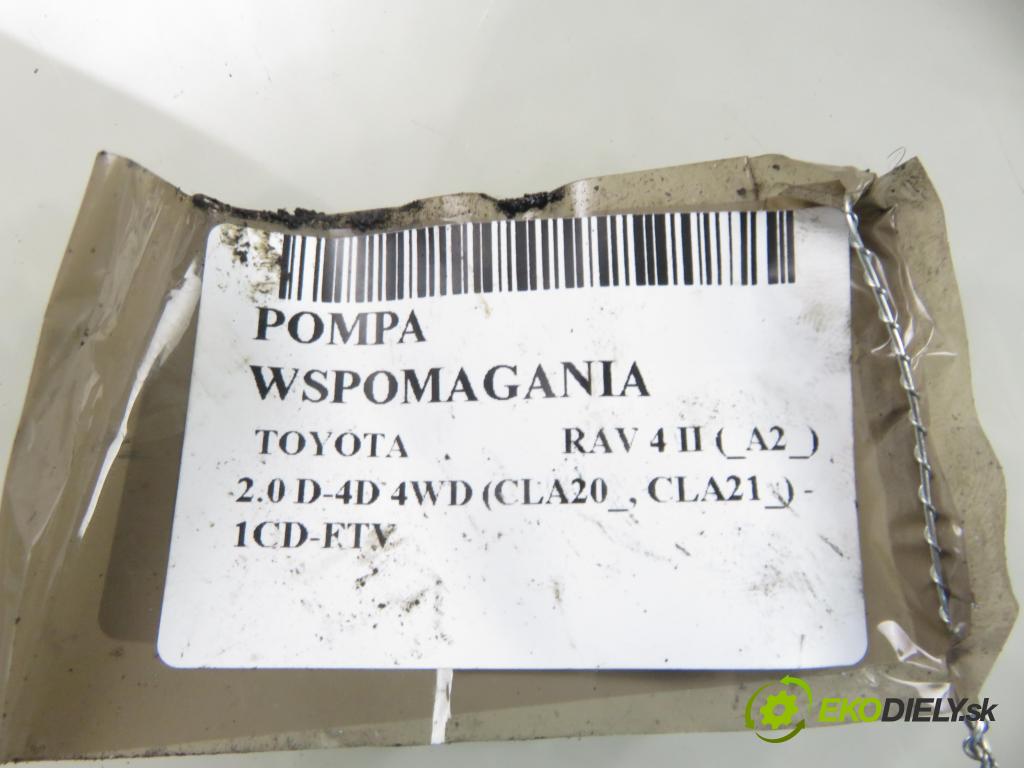 POMPA
WSPOMAGANIA
TOYOTA RAV 4 II (_A2_)
2.0 D-4D 4WD (CLA20_, CLA21_) -
1CD-FTV
EKODIELY.sk